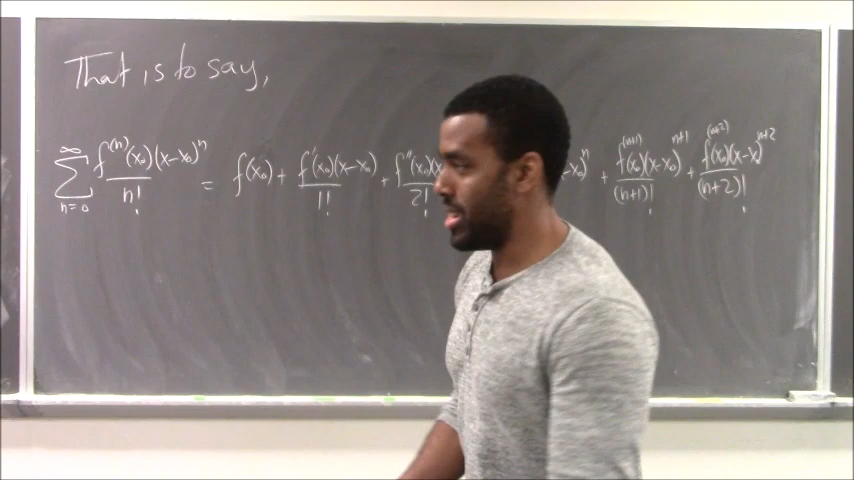 That is to say,
∞ Σ n=0 f⁽ⁿ⁾(x₀)(x-x₀)ⁿ / n! = f(x₀) + f'(x₀)(x-x₀) / 1! + f''(x₀)(x / 2! x₀)ⁿ + f⁽ⁿ⁺¹⁾(x₀)(x-x₀)ⁿ⁺¹ / (n+1)! + f⁽ⁿ⁺²⁾(x₀)(x-x)ⁿ⁺² / (n+2)!